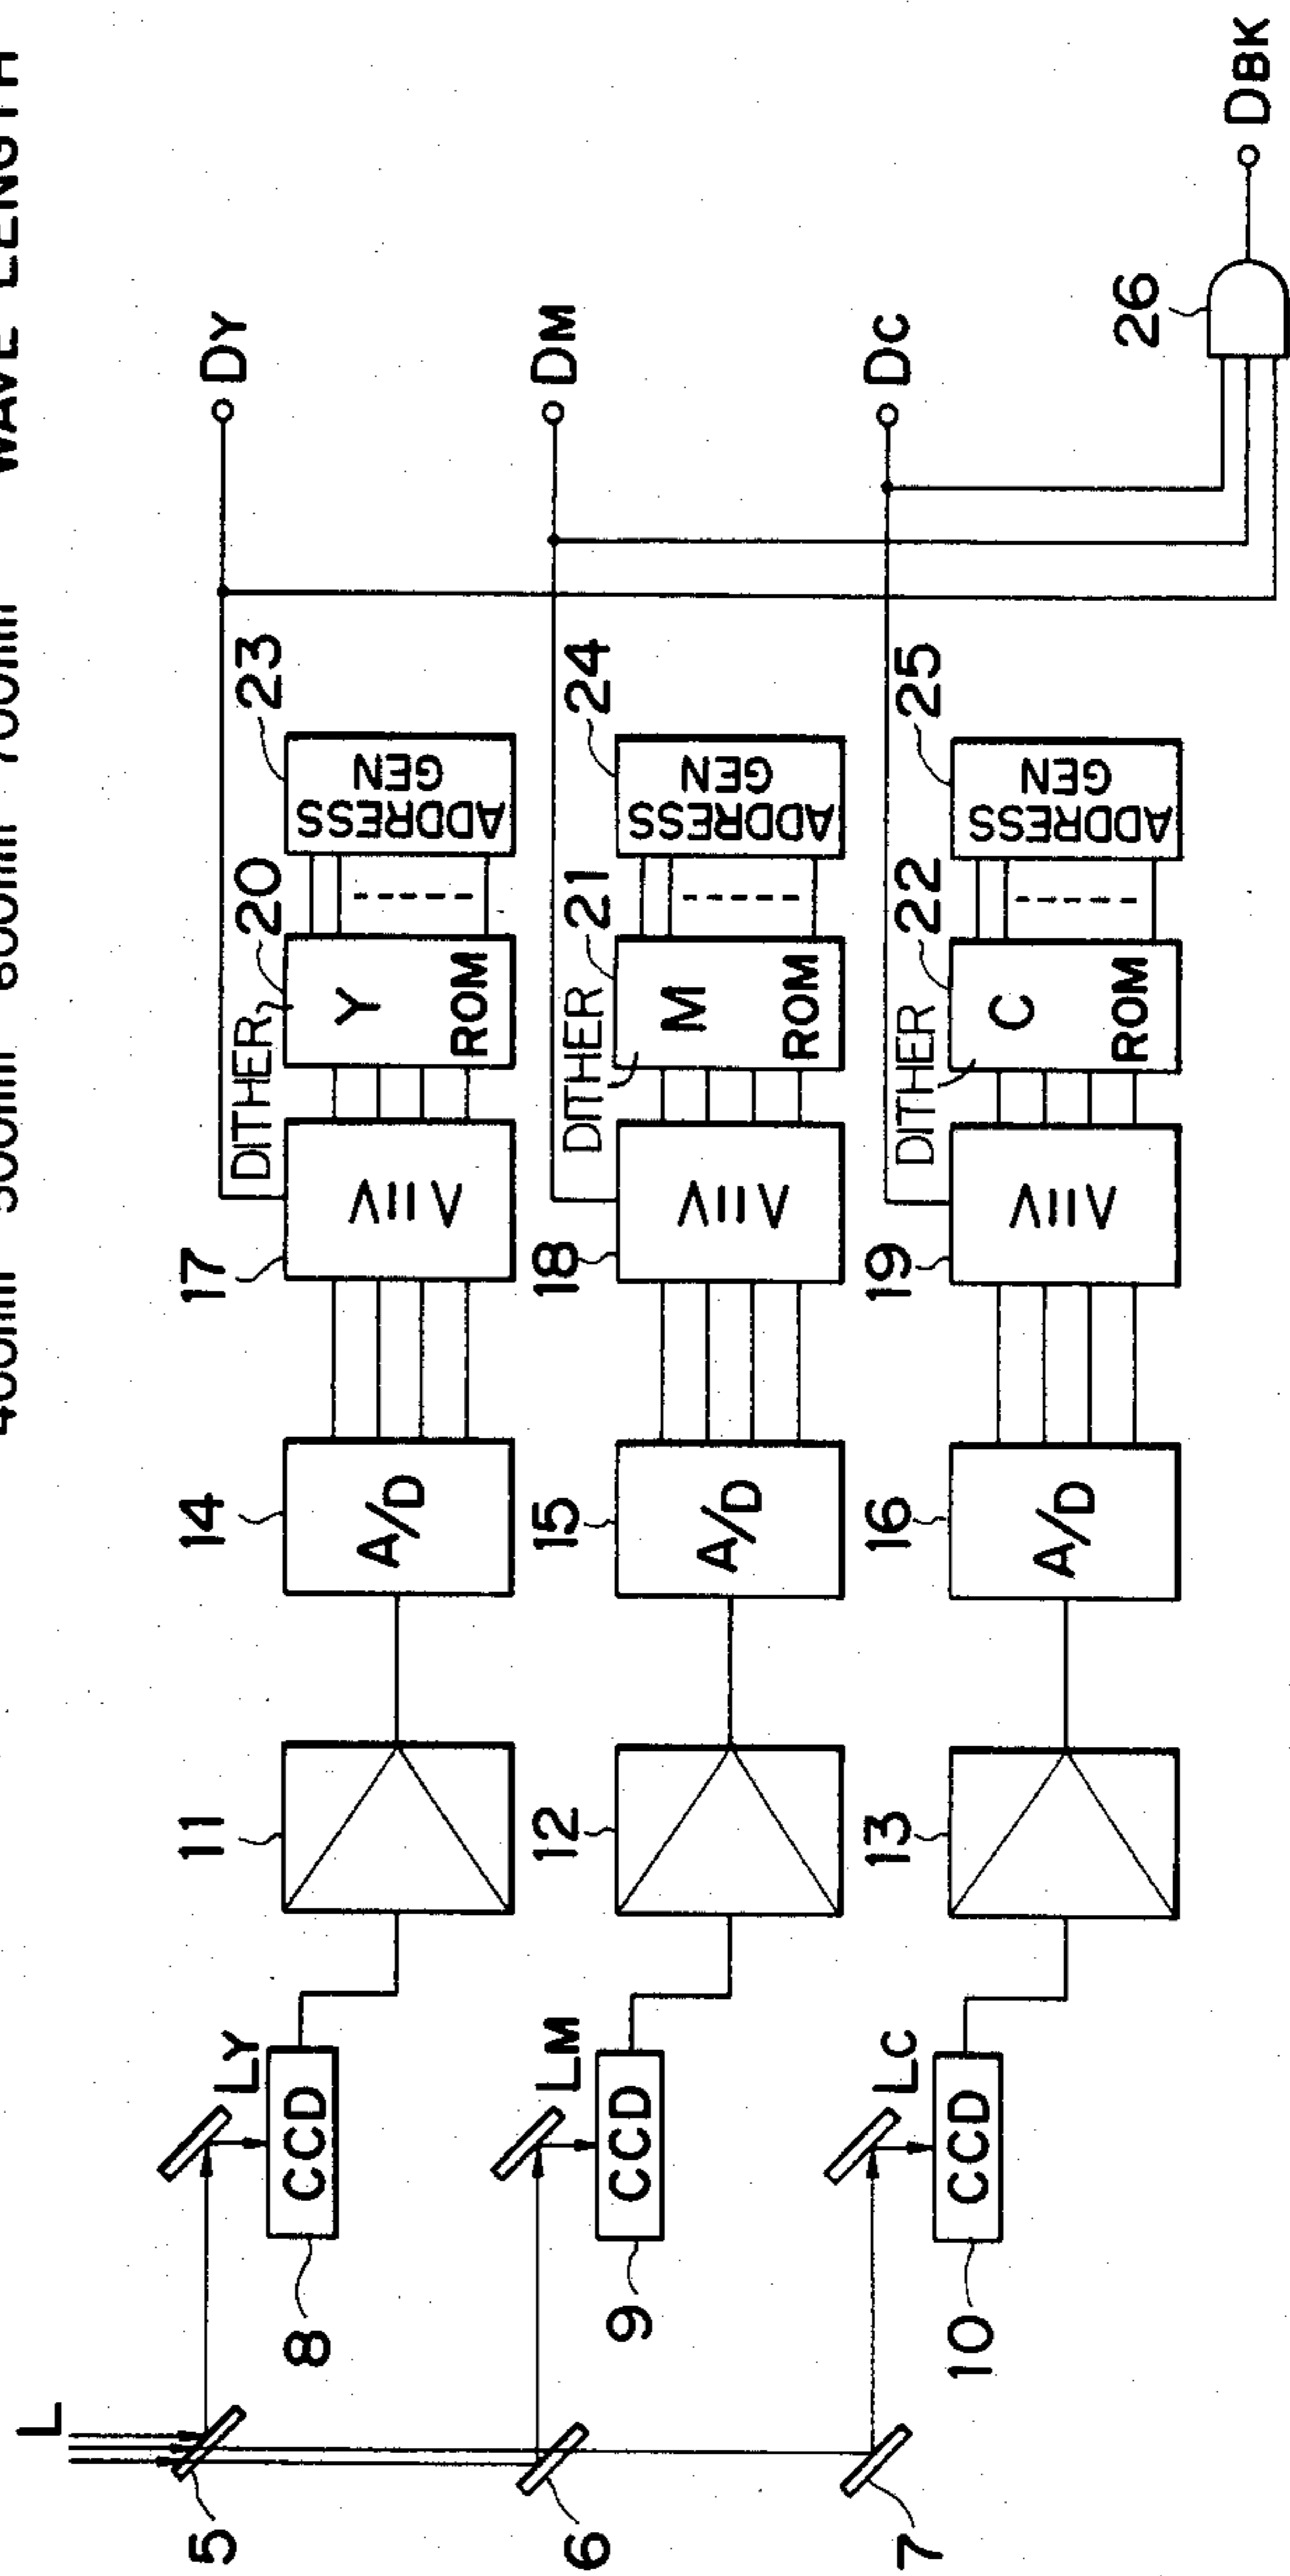 400nm 500nm 600nm 700nm WAVE LENGTH
L
5
6
7
LY
CCD
8
LM
CCD
9
LC
CCD
10
11
12
13
14
A/D
15
A/D
16
A/D
17
18
19
DITHER
20
Y
ROM
DITHER
21
M
ROM
DITHER
22
C
ROM
23
ADDRESS
GEN
24
ADDRESS
GEN
25
ADDRESS
GEN
DY
DM
DC
26
DBK